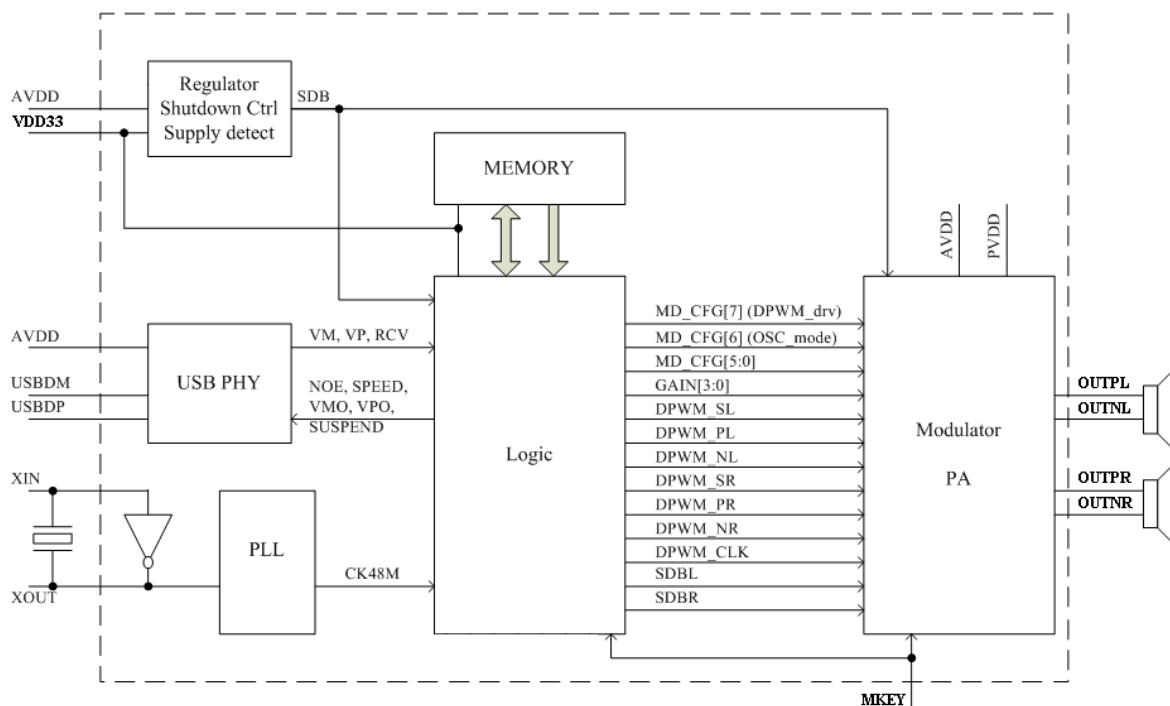 AVDD
VDD33
Regulator
Shutdown Ctrl
Supply detect
SDB
MEMORY
AVDD
PVDD
AVDD
USBDM
USBDP
USB PHY
VM, VP, RCV
NOE, SPEED,
VMO, VPO,
SUSPEND
XIN
XOUT
PLL
CK48M
Logic
MD_CFG[7] (DPWM_drv)
MD_CFG[6] (OSC_mode)
MD_CFG[5:0]
GAIN[3:0]
DPWM_SL
DPWM_PL
DPWM_NL
DPWM_SR
DPWM_PR
DPWM_NR
DPWM_CLK
SDBL
SDBR
Modulator
PA
OUTPL
OUTNL
OUTPR
OUTNR
MKEY